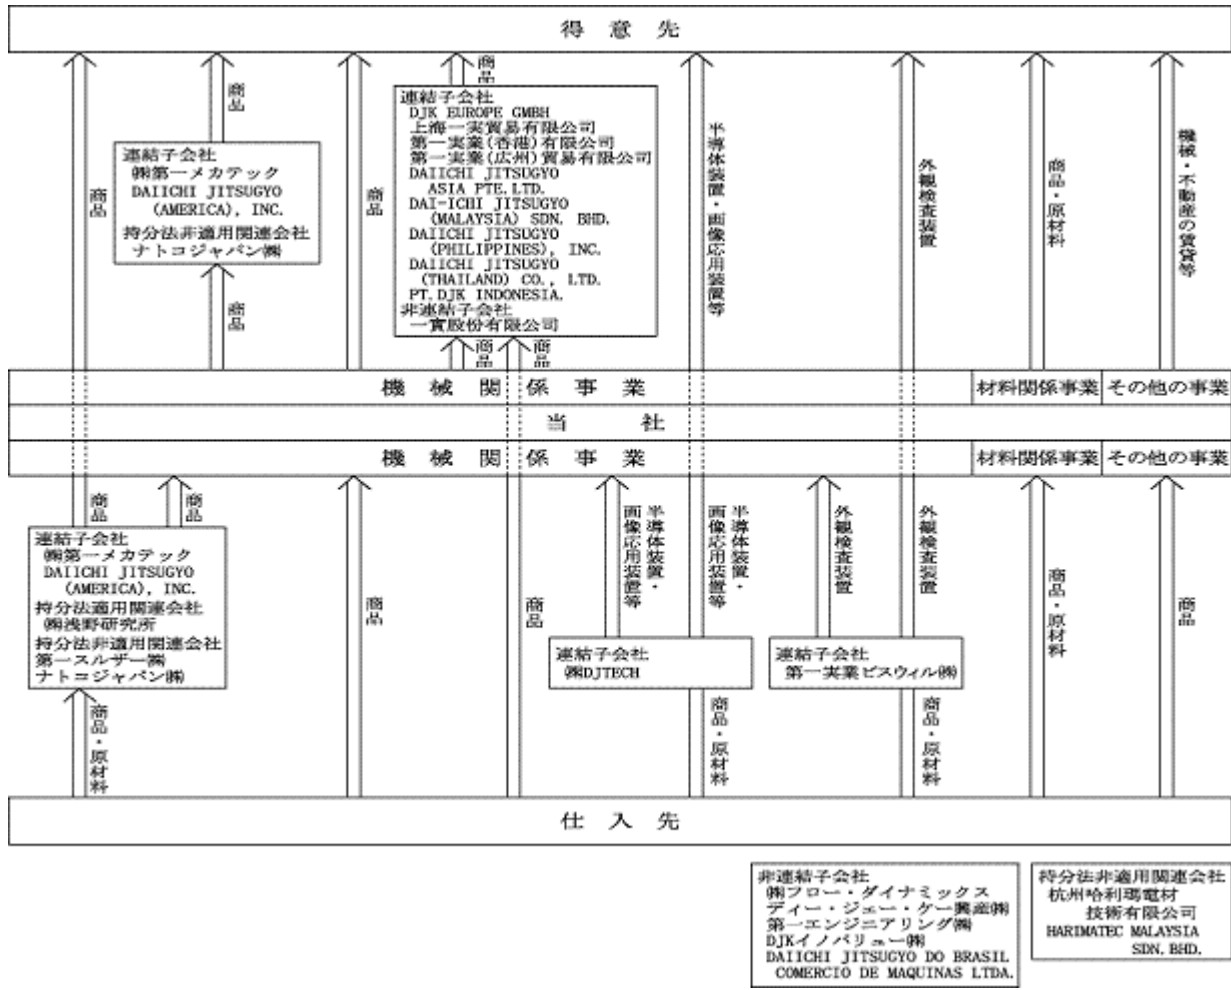 得意先
商品
商品
商品
商品
半導体装置・画像応用装置等
外観検査装置
商品・原材料
機械・不動産の賃貸等
連結子会社
㈱第一メカテック
DAIICHI JITSUGYO
(AMERICA), INC.
持分法非適用関連会社
ナトコジャパン㈱
商品
連結子会社
DJK EUROPE GMBH
上海一実貿易有限公司
第一実業(香港)有限公司
第一実業(広州)貿易有限公司
DAIICHI JITSUGYO
ASIA PTE.LTD.
DAI-ICHI JITSUGYO
(MALAYSIA) SDN. BHD.
DAIICHI JITSUGYO
(PHILIPPINES), INC.
DAIICHI JITSUGYO
(THAILAND) CO., LTD.
PT.DJK INDONESIA.
非連結子会社
一實股份有限公司
商品
商品
機械関係事業
材料関係事業
その他の事業
当社
機械関係事業
材料関係事業
その他の事業
商品
商品
連結子会社
㈱第一メカテック
DAIICHI JITSUGYO
(AMERICA), INC.
持分法適用関連会社
㈱浅野研究所
持分法非適用関連会社
第一スルザー㈱
ナトコジャパン㈱
商品・原材料
商品
商品
半導体装置・
画像応用装置等
半導体装置・
画像応用装置等
連結子会社
㈱DJTECH
商品・原材料
外観検査装置
外観検査装置
連結子会社
第一実業ビスウィル㈱
商品・原材料
商品・原材料
商品
仕入先
非連結子会社
㈱フロー・ダイナミックス
ディー・ジェー・ケー興産㈱
第一エンジニアリング㈱
DJKイノバリュー㈱
DAIICHI JITSUGYO DO BRASIL
COMERCIO DE MAQUINAS LTDA.
持分法非適用関連会社
杭州哈利瑪電材
技術有限公司
HARIMATEC MALAYSIA
SDN.BHD.